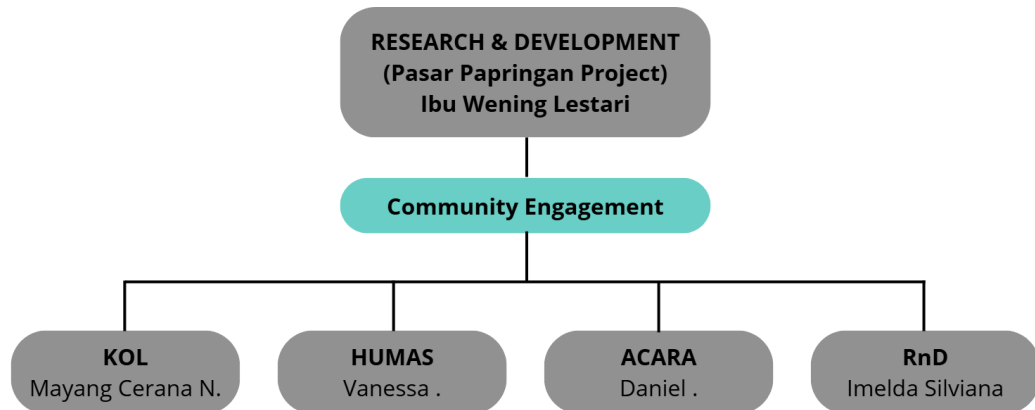 RESEARCH & DEVELOPMENT
(Pasar Papringan Project)
Ibu Wening Lestari
Community Engagement
KOL
Mayang Cerana N.
HUMAS
Vanessa .
ACARA
Daniel .
RnD
Imelda Silviana